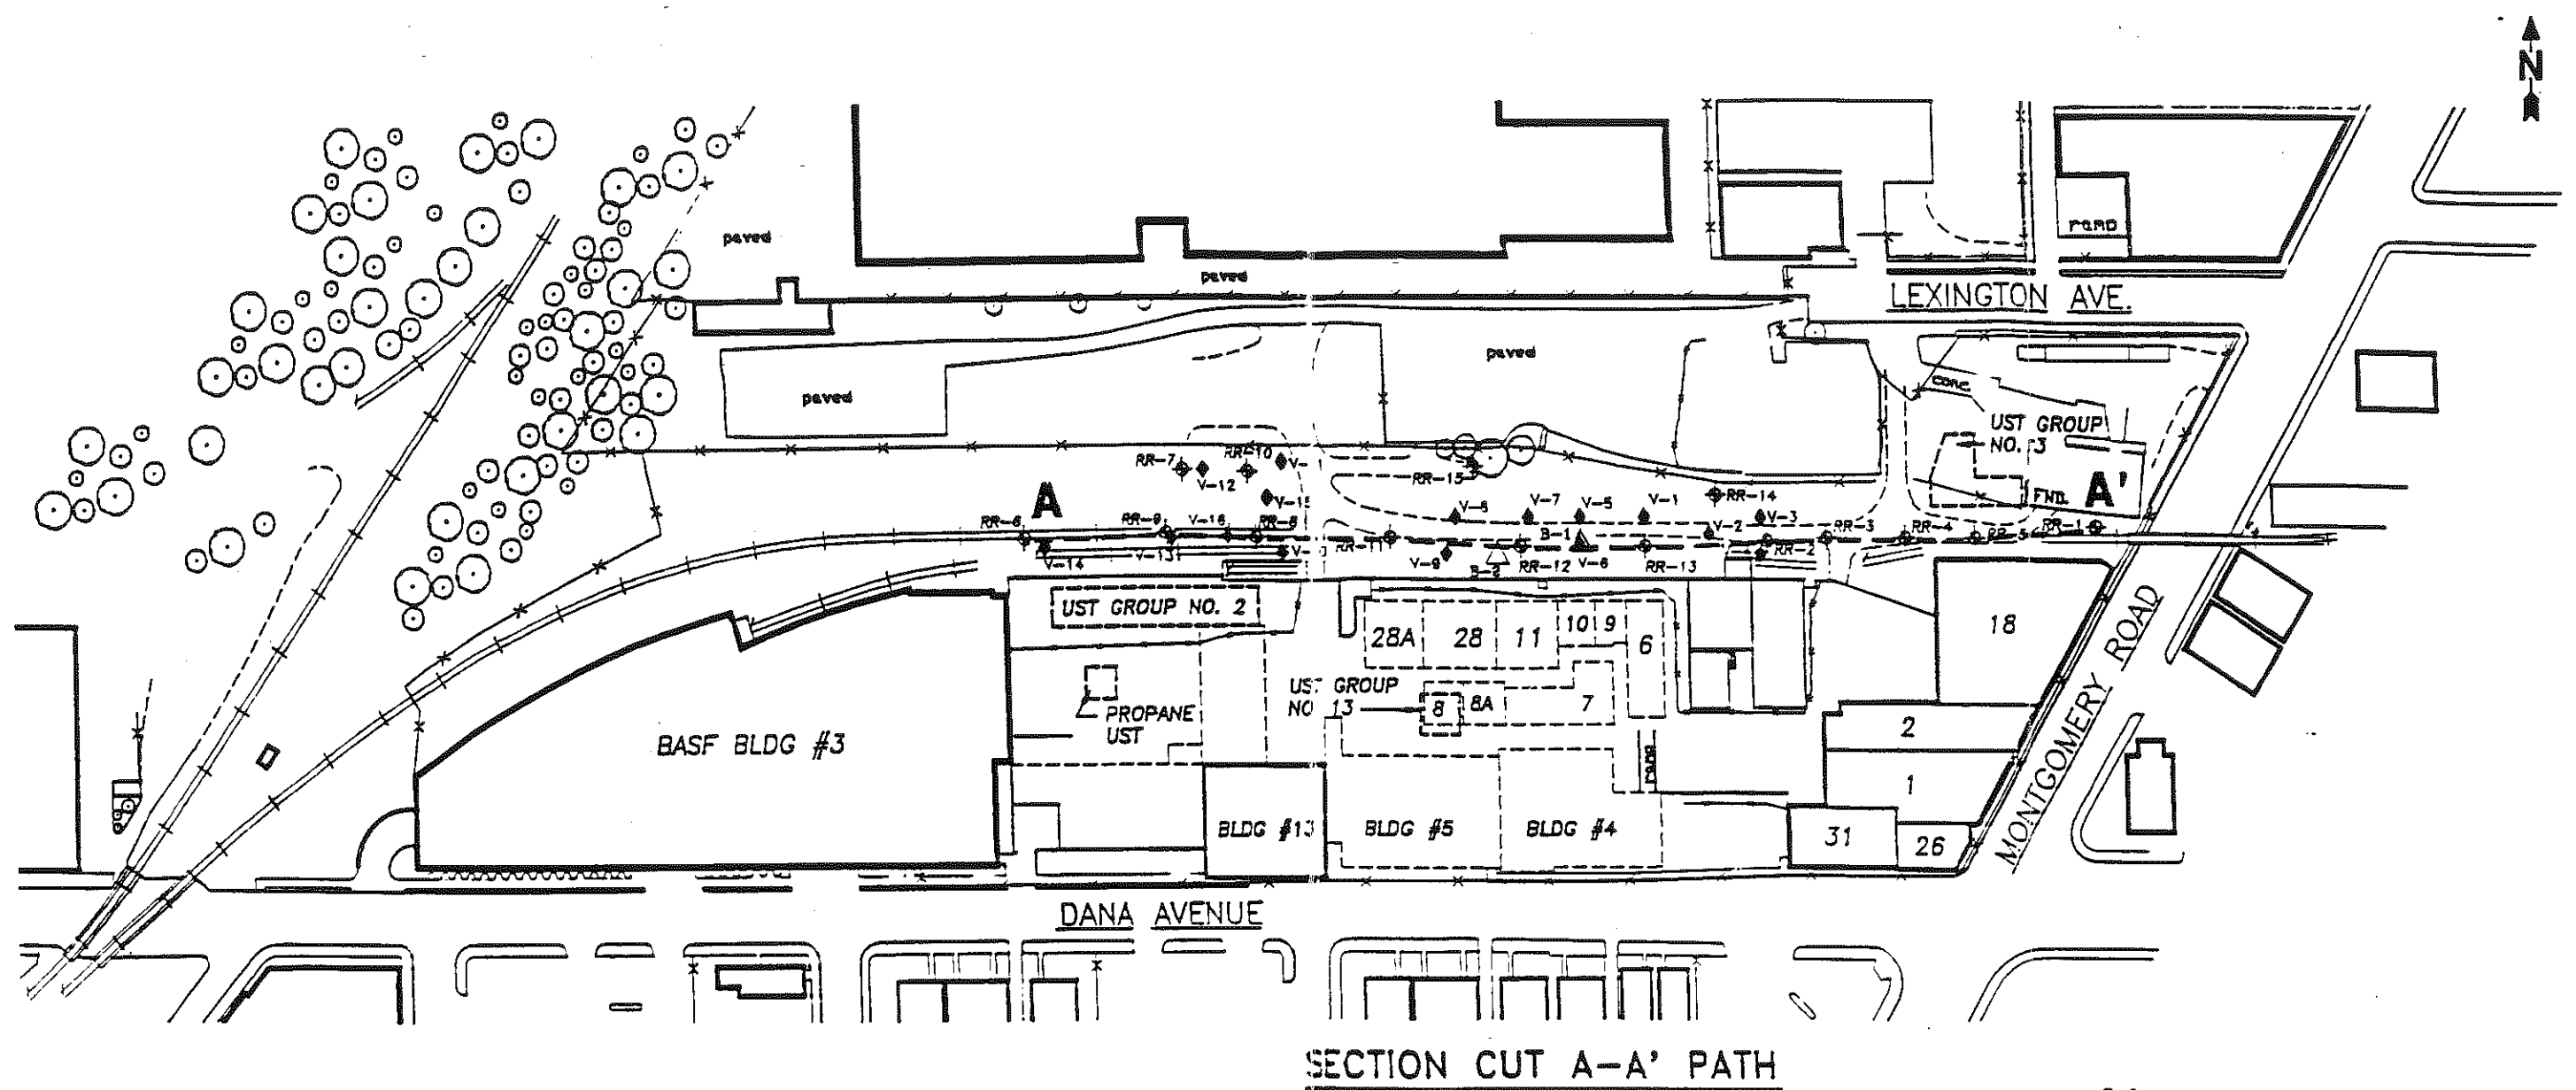 N
paved
ramp
paved
LEXINGTON AVE.
paved
paved
conc
UST GROUP
NO. 3
RR-7
RR-10
V-
V-12
RR-15
A
V-15
V-8
V-7
V-5
V-1
RR-14
FND.
A'
RR-6
RR-9
V-16
RR-8
RR-11
B-1
V-2
V-3
RR-3
RR-4
RR-5
RR-1
V-14
V-13
V-9
B-2
RR-12
V-6
RR-13
RR-2
UST GROUP NO. 2
28A
28
11
10
9
6
18
UST GROUP
NO. 13
8
8A
7
PROPANE
UST
BASF BLDG #3
2
ramp
1
BLDG #13
BLDG #5
BLDG #4
31
26
MONTGOMERY ROAD
DANA AVENUE
SECTION CUT A-A' PATH